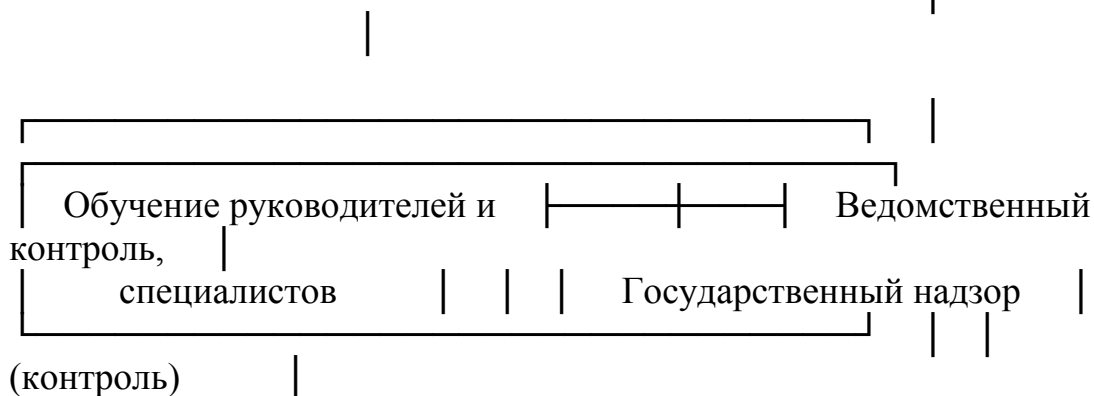 Обучение руководителей и Ведомственный
контроль,
специалистов Государственный надзор
(контроль)